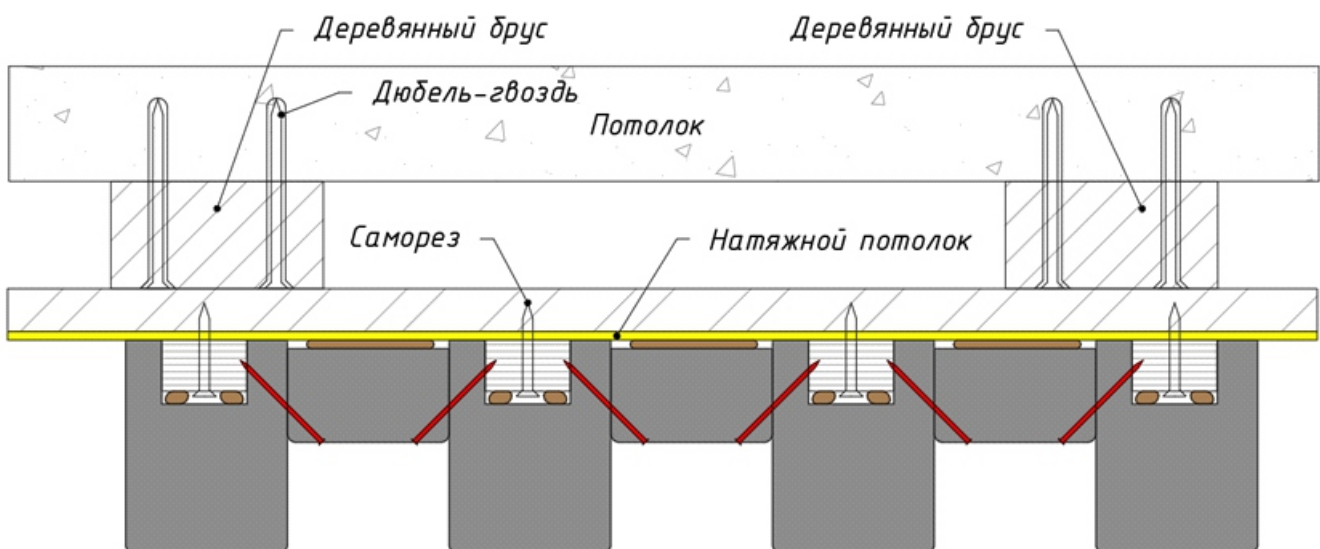 Деревянный брус
Деревянный брус
Дюбель-гвоздь
Потолок
Саморез
Натяжной потолок